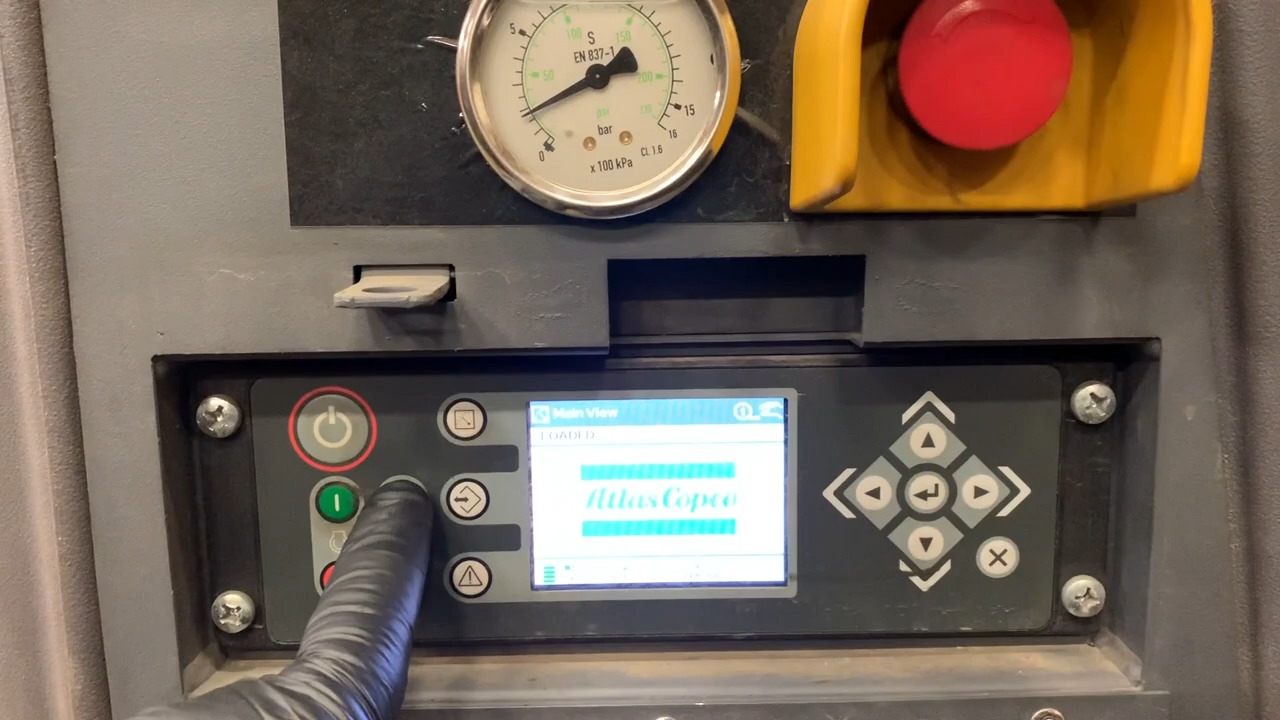 5
100
S
150
EN 837-1
50
200
psi
15
bar
16
0
Cl. 1.6
x 100 kPa
Main View
LOADED
Atlas Copco